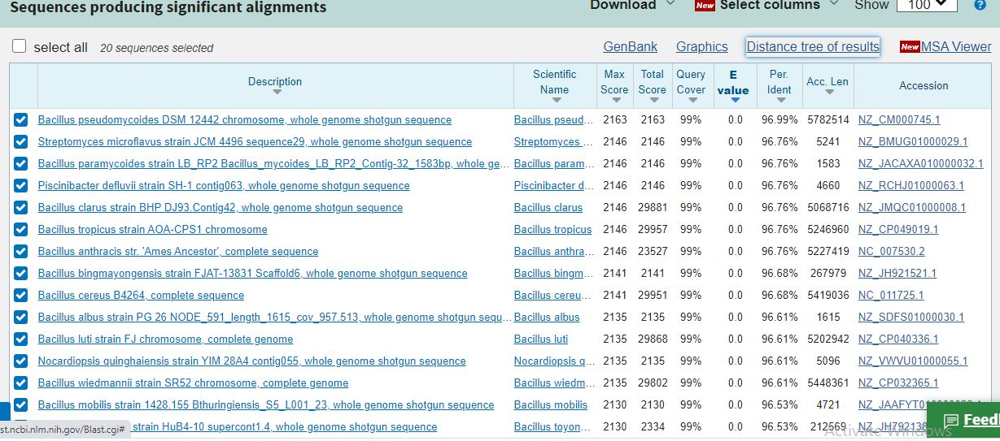 Sequences producing significant alignments Download New Select columns Show 100 ?
select all 20 sequences selected GenBank Graphics Distance tree of results New MSA Viewer
Description Scientific Name Max Score Total Score Query Cover E value Per. Ident Acc. Len Accession
Bacillus pseudomycoides DSM 12442 chromosome, whole genome shotgun sequence Bacillus pseud... 2163 2163 99% 0.0 96.99% 5782514 NZ_CM000745.1
Streptomyces microflavus strain JCM 4496 sequence29, whole genome shotgun sequence Streptomyces ... 2146 2146 99% 0.0 96.76% 5241 NZ_BMUG01000029.1
Bacillus paramycoides strain LB_RP2 Bacillus_mycoides_LB_RP2_Contig-32_1583bp, whole ge... Bacillus param... 2146 2146 99% 0.0 96.76% 1583 NZ_JACAXA010000032.1
Piscinibacter defluvii strain SH-1 contig063, whole genome shotgun sequence Piscinibacter d... 2146 2146 99% 0.0 96.76% 4660 NZ_RCHJ01000063.1
Bacillus clarus strain BHP DJ93.Contig42, whole genome shotgun sequence Bacillus clarus 2146 29881 99% 0.0 96.76% 5068716 NZ_JMQC01000008.1
Bacillus tropicus strain AOA-CPS1 chromosome Bacillus tropicus 2146 29957 99% 0.0 96.76% 5246960 NZ_CP049019.1
Bacillus anthracis str. 'Ames Ancestor', complete sequence Bacillus anthra... 2146 23527 99% 0.0 96.76% 5227419 NC_007530.2
Bacillus bingmayongensis strain FJAT-13831 Scaffold6, whole genome shotgun sequence Bacillus bingm... 2141 2141 99% 0.0 96.68% 267979 NZ_JH921521.1
Bacillus cereus B4264, complete sequence Bacillus cereu... 2141 29951 99% 0.0 96.68% 5419036 NC_011725.1
Bacillus albus strain PG 26 NODE_591_length_1615_cov_957.513, whole genome shotgun sequ... Bacillus albus 2135 2135 99% 0.0 96.61% 1615 NZ_SDFS01000030.1
Bacillus luti strain FJ chromosome, complete genome Bacillus luti 2135 29868 99% 0.0 96.61% 5202942 NZ_CP040336.1
Nocardiopsis quinghaiensis strain YIM 28A4 contig055, whole genome shotgun sequence Nocardiopsis q... 2135 2135 99% 0.0 96.61% 5096 NZ_VWVU01000055.1
Bacillus wiedmannii strain SR52 chromosome, complete genome Bacillus wiedm... 2135 29802 99% 0.0 96.61% 5448361 NZ_CP032365.1
Bacillus mobilis strain 1428.155 Bthuringiensis_S5_L001_23, whole genome shotgun sequence Bacillus mobilis 2130 2130 99% 0.0 96.53% 4721
st.ncbi.nlm.nih.gov/Blast.cgi# strain HuB4-10 supercont1.4, whole genome shotgun sequence Bacillus toyon... 2130 2334 99% 0.0 96.53% 212569
Activate Windows